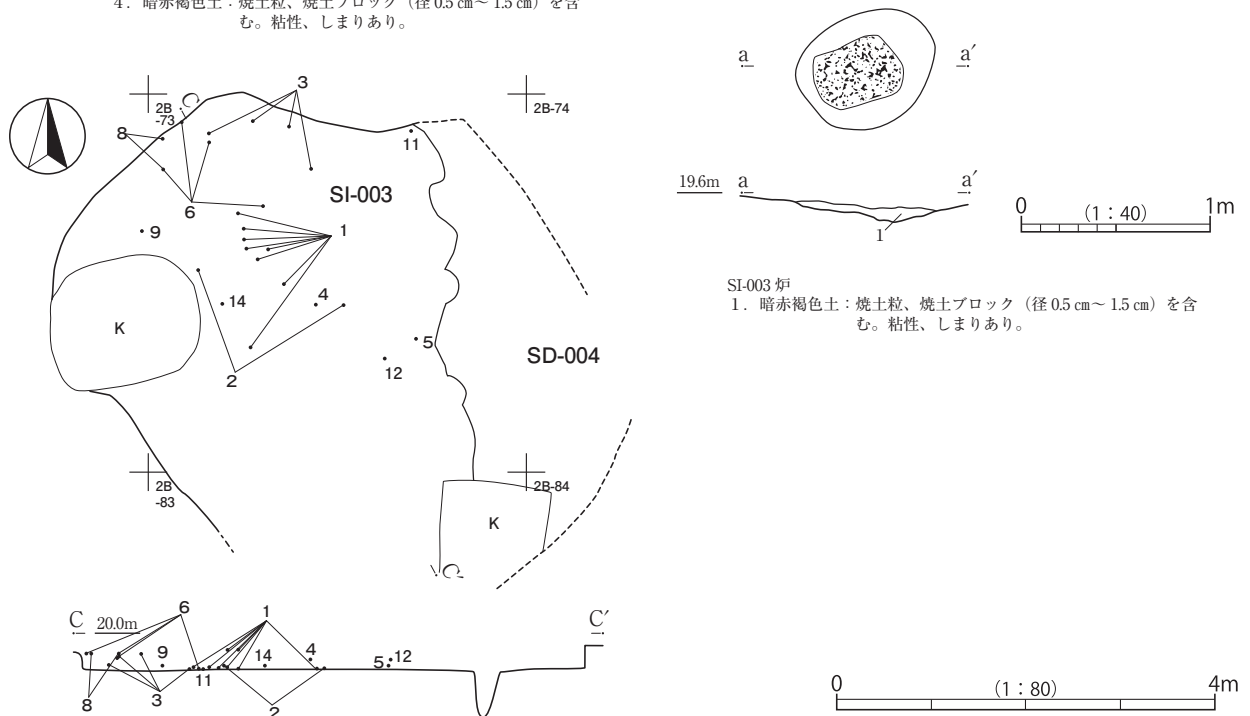 4．暗赤褐色土：焼土粒、焼土ブロック（径 0.5 ㎝～ 1.5 ㎝）を含
む。粘性、しまりあり。
a
a′
3
C
2B
-73
2B-74
8
11
SI-003
6
1
9
14
4
K
5
12
SD-004
2
2B
-83
2B-84
K
C′
19.6m
a
a′
1
0
（1：40）
1m
SI-003 炉
1．暗赤褐色土：焼土粒、焼土ブロック（径 0.5 ㎝～ 1.5 ㎝）を含
む。粘性、しまりあり。
C
20.0m
C′
6
1
9
14
4
5
12
11
8
3
2
0
（1：80）
4m